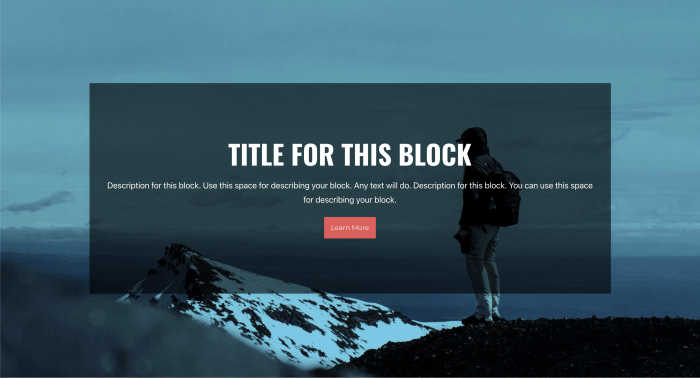 TITLE FOR THIS BLOCK
Description for this block. Use this space for describing your block. Any text will do. Description for this block. You can use this space
for describing your block.
Learn More